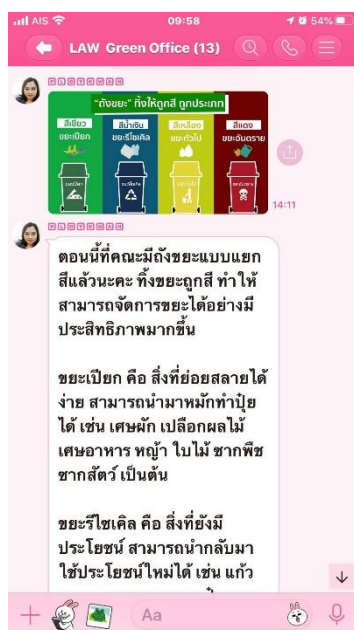 AIS
09:58
54%
LAW Green Office (13)
"ถังขยะ" ทิ้งให้ถูกสี ถูกประเภท
สีเขียว
ขยะเปียก
สีน้ำเงิน
ขยะรีไซเคิล
สีเหลือง
ขยะทั่วไป
สีแดง
ขยะอันตราย
14:11
ตอนนี้ที่คณะมีถังขยะแบบแยก
สีแล้วนะคะ ทิ้งขยะถูกสี ทำให้
สามารถจัดการขยะได้อย่างมี
ประสิทธิภาพมากขึ้น
ขยะเปียก คือ สิ่งที่ย่อยสลายได้
ง่าย สามารถนำมาหมักทำปุ๋ย
ได้ เช่น เศษผัก เปลือกผลไม้
เศษอาหาร หญ้า ใบไม้ ซากพืช
ซากสัตว์ เป็นต้น
ขยะรีไซเคิล คือ สิ่งที่ยังมี
ประโยชน์ สามารถนำกลับมา
ใช้ประโยชน์ใหม่ได้ เช่น แก้ว
Aa